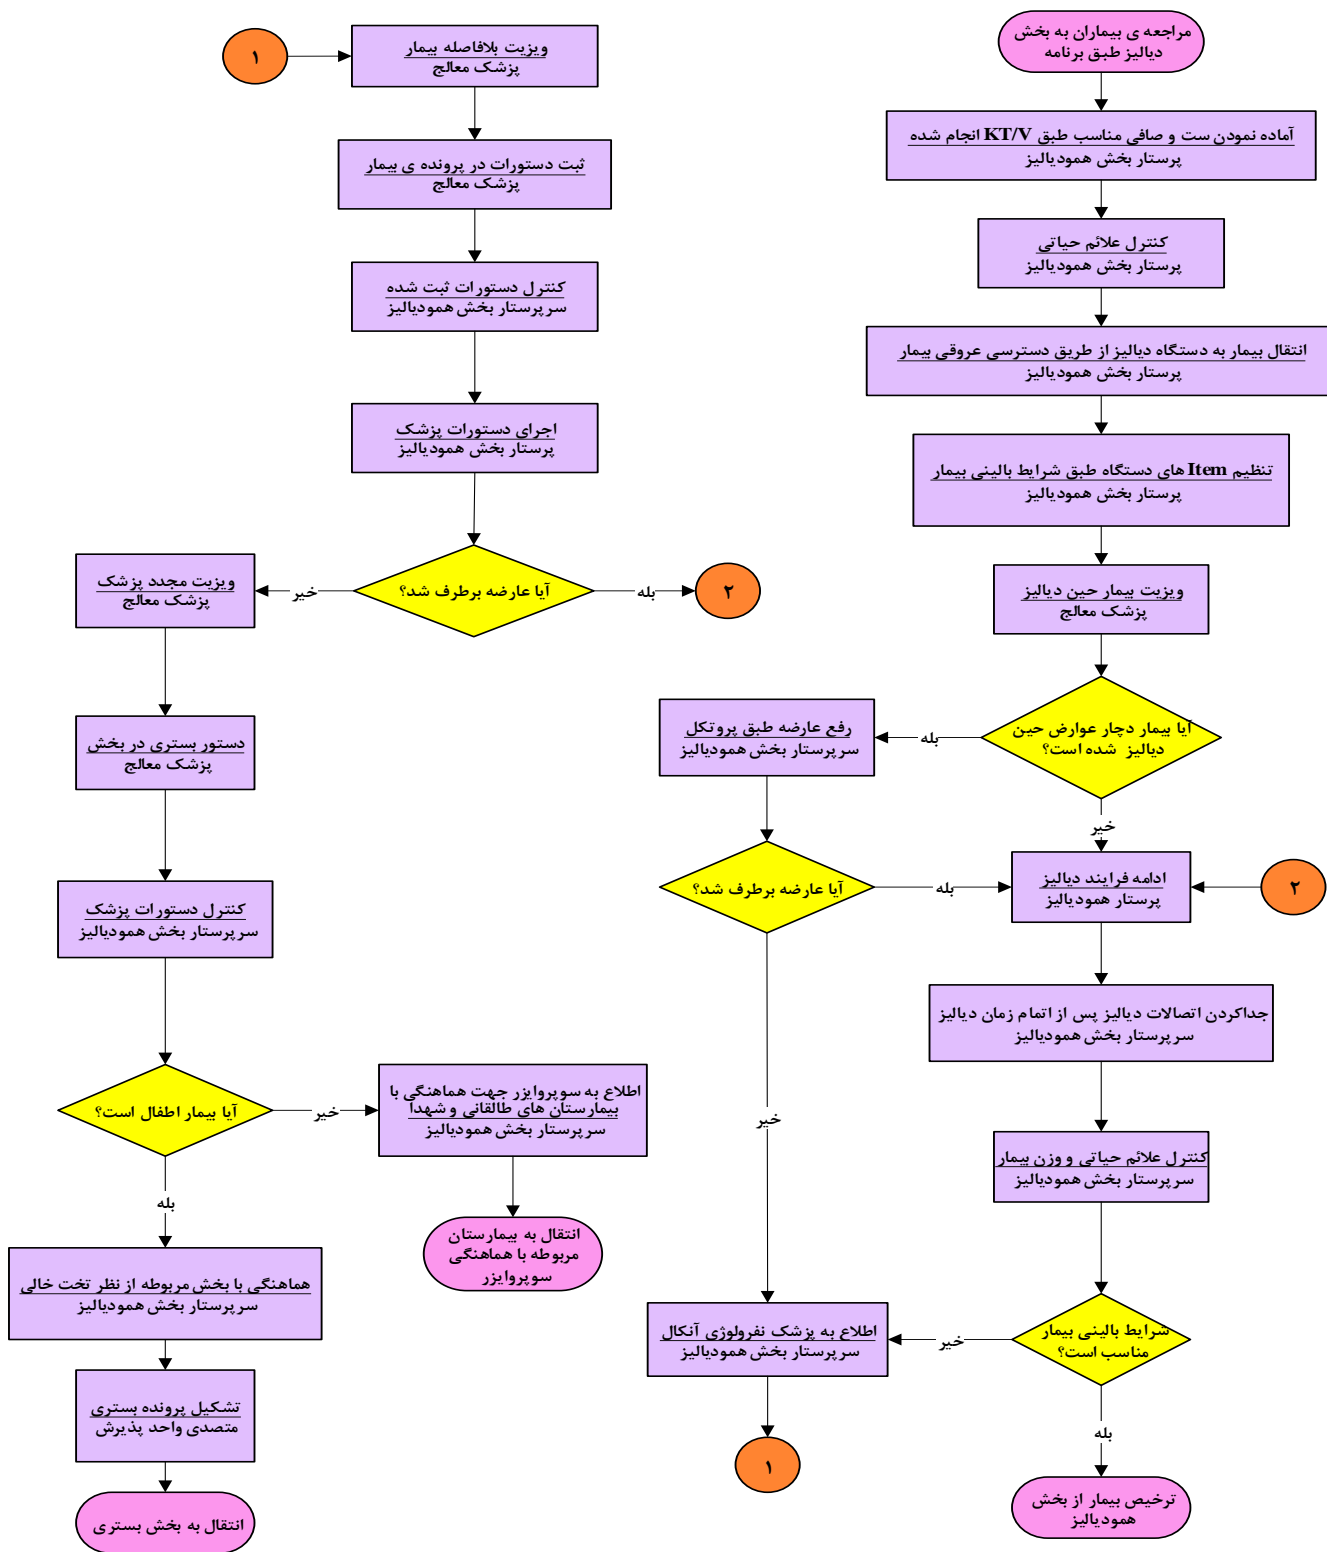 مراجعه ی بیماران به بخش
دیالیز طبق برنامه
آماده نمودن ست و صافی مناسب طبق KT/V انجام شده
پرستار بخش همودیالیز
کنترل علائم حیاتی
پرستار بخش همودیالیز
انتقال بیمار به دستگاه دیالیز از طریق دسترسی عروقی بیمار
پرستار بخش همودیالیز
تنظیم Item های دستگاه طبق شرایط بالینی بیمار
پرستار بخش همودیالیز
ویزیت بیمار حین دیالیز
پزشک معالج
آیا بیمار دچار عوارض حین
دیالیز شده است؟
بله
خیر
رفع عارضه طبق پروتکل
سرپرستار بخش همودیالیز
آیا عارضه برطرف شد؟
بله
خیر
ادامه فرایند دیالیز
پرستار همودیالیز
۲
جداکردن اتصالات دیالیز پس از اتمام زمان دیالیز
سرپرستار بخش همودیالیز
کنترل علائم حیاتی و وزن بیمار
سرپرستار بخش همودیالیز
شرایط بالینی بیمار
مناسب است؟
خیر
بله
اطلاع به پزشک نفرولوژی آنکال
سرپرستار بخش همودیالیز
۱
ترخیص بیمار از بخش
همودیالیز
۱
ویزیت بلافاصله بیمار
پزشک معالج
ثبت دستورات در پرونده ی بیمار
پزشک معالج
کنترل دستورات ثبت شده
سرپرستار بخش همودیالیز
اجرای دستورات پزشک
پرستار بخش همودیالیز
آیا عارضه برطرف شد؟
بله
۲
خیر
ویزیت مجدد پزشک
پزشک معالج
دستور بستری در بخش
پزشک معالج
کنترل دستورات پزشک
سرپرستار بخش همودیالیز
آیا بیمار اطفال است؟
خیر
بله
اطلاع به سوپروایزر جهت هماهنگی با
بیمارستان های طالقانی و شهدا
سرپرستار بخش همودیالیز
انتقال به بیمارستان
مربوطه با هماهنگی
سوپروایزر
هماهنگی با بخش مربوطه از نظر تخت خالی
سرپرستار بخش همودیالیز
تشکیل پرونده بستری
متصدی واحد پذیرش
انتقال به بخش بستری